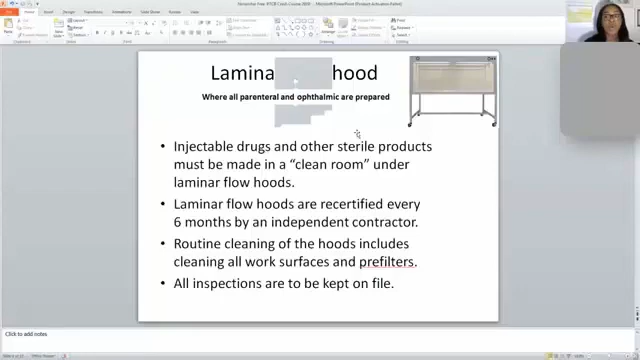 Lamina hood
Where all parenteral and ophthalmic are prepared
• Injectable drugs and other sterile products
must be made in a “clean room” under
laminar flow hoods.
• Laminar flow hoods are recertified every
6 months by an independent contractor.
• Routine cleaning of the hoods includes
cleaning all work surfaces and prefilters.
• All inspections are to be kept on file.
Click to add notes